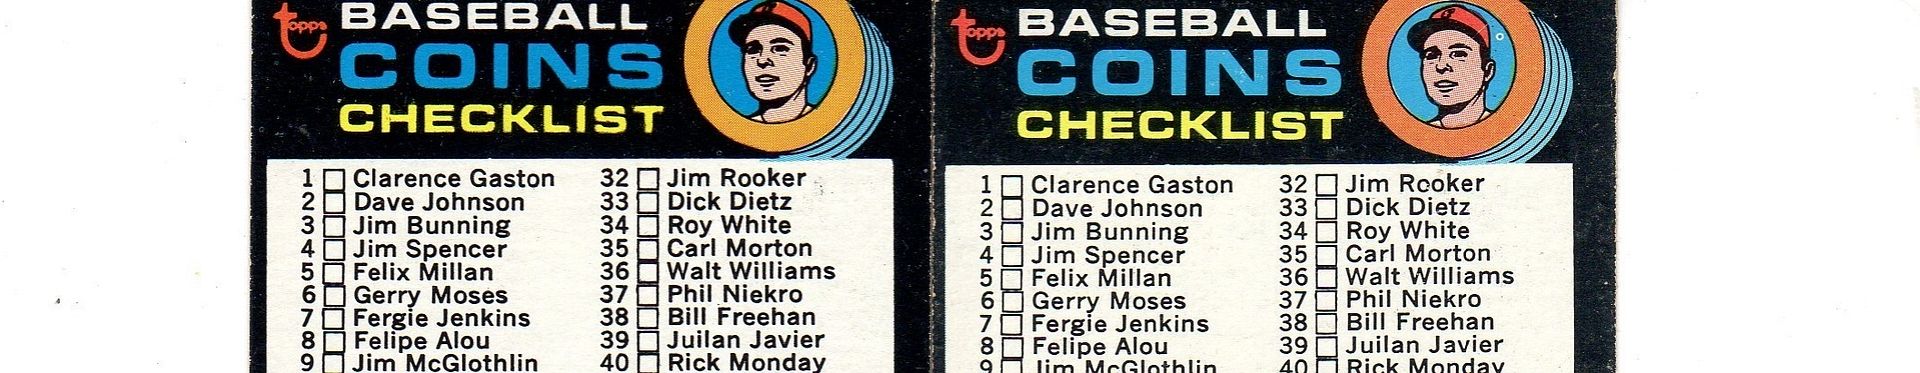 topps
BASEBALL
COINS
CHECKLIST
1 Clarence Gaston
2 Dave Johnson
3 Jim Bunning
4 Jim Spencer
5 Felix Millan
6 Gerry Moses
7 Fergie Jenkins
8 Felipe Alou
9 Jim McGlothlin
32 Jim Rooker
33 Dick Dietz
34 Roy White
35 Carl Morton
36 Walt Williams
37 Phil Niekro
38 Bill Freehan
39 Juilan Javier
40 Rick Monday
topps
BASEBALL
COINS
CHECKLIST
1 Clarence Gaston
2 Dave Johnson
3 Jim Bunning
4 Jim Spencer
5 Felix Millan
6 Gerry Moses
7 Fergie Jenkins
8 Felipe Alou
9 Jim McGlothlin
32 Jim Rooker
33 Dick Dietz
34 Roy White
35 Carl Morton
36 Walt Williams
37 Phil Niekro
38 Bill Freehan
39 Juilan Javier
40 Rick Monday